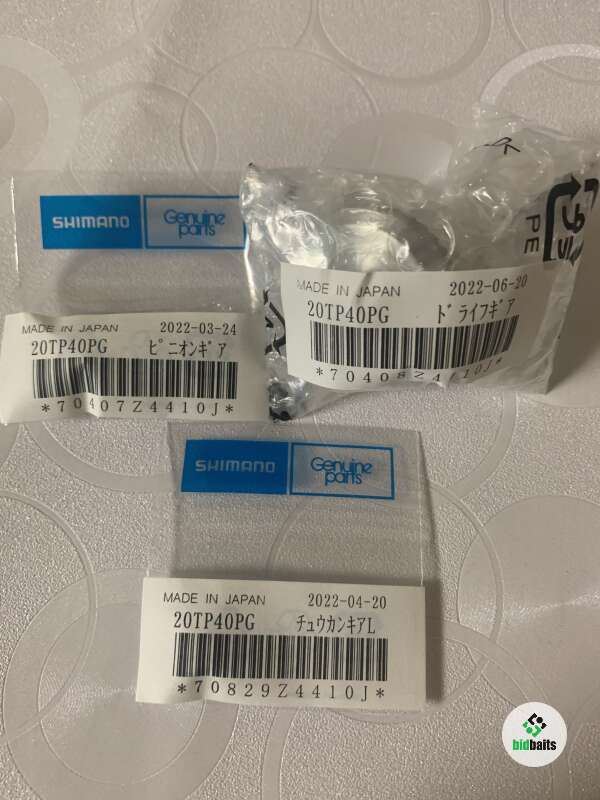 SHIMANO
Genuine parts
MADE IN JAPAN 2022-03-24
20TP40PG ピニオンギア
*70407Z4410J*
PE
MADE IN JAPAN 2022-06-20
20TP40PG ドライブギア
*70408Z4410J*
SHIMANO
Genuine parts
MADE IN JAPAN 2022-04-20
20TP40PG チュウカンギアL
*70829Z4410J*
bidbaits